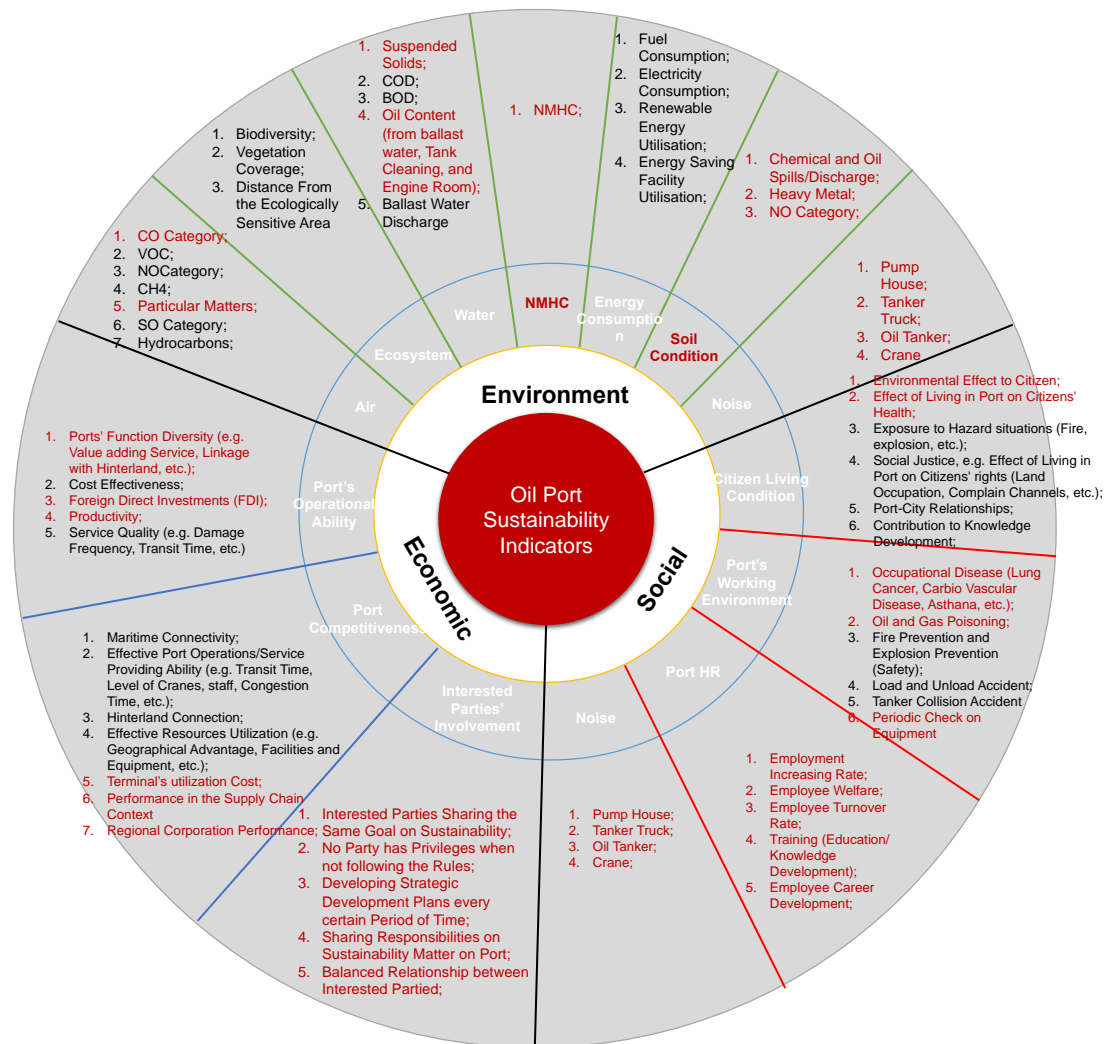 Oil Port
Sustainability
Indicators
Environment
Social
Economic
Air
Ecosystem
Water
NMHC
Energy
Consumptio
n
Soil
Condition
Noise
Citizen Living
Condition
Port's
Working
Environment
Port HR
Noise
Interested
Parties'
Involvement
Port
Competitiveness
Port's
Operational
Ability
1. CO Category;
2. VOC;
3. NOCategory;
4. CH4;
5. Particular Matters;
6. SO Category;
7. Hydrocarbons;
1. Biodiversity;
2. Vegetation
Coverage;
3. Distance From
the Ecologically
Sensitive Area
1. Suspended
Solids;
2. COD;
3. BOD;
4. Oil Content
(from ballast
water, Tank
Cleaning, and
Engine Room);
5. Ballast Water
Discharge
1. NMHC;
1. Fuel
Consumption;
2. Electricity
Consumption;
3. Renewable
Energy
Utilisation;
4. Energy Saving
Facility
Utilisation;
1. Chemical and Oil
Spills/Discharge;
2. Heavy Metal;
3. NO Category;
1. Pump
House;
2. Tanker
Truck;
3. Oil Tanker;
4. Crane
1. Environmental Effect to Citizen;
2. Effect of Living in Port on Citizens'
Health;
3. Exposure to Hazard situations (Fire,
explosion, etc.);
4. Social Justice, e.g. Effect of Living in
Port on Citizens' rights (Land
Occupation, Complain Channels, etc.);
5. Port-City Relationships;
6. Contribution to Knowledge
Development;
1. Occupational Disease (Lung
Cancer, Carbio Vascular
Disease, Asthana, etc.);
2. Oil and Gas Poisoning;
3. Fire Prevention and
Explosion Prevention
(Safety);
4. Load and Unload Accident;
5. Tanker Collision Accident
6. Periodic Check on
Equipment
1. Employment
Increasing Rate;
2. Employee Welfare;
3. Employee Turnover
Rate;
4. Training (Education/
Knowledge
Development);
5. Employee Career
Development;
1. Pump House;
2. Tanker Truck;
3. Oil Tanker;
4. Crane;
1. Interested Parties Sharing the
Same Goal on Sustainability;
2. No Party has Privileges when
not following the Rules;
3. Developing Strategic
Development Plans every
certain Period of Time;
4. Sharing Responsibilities on
Sustainability Matter on Port;
5. Balanced Relationship between
Interested Partied;
1. Maritime Connectivity;
2. Effective Port Operations/Service
Providing Ability (e.g. Transit Time,
Level of Cranes, staff, Congestion
Time, etc.);
3. Hinterland Connection;
4. Effective Resources Utilization (e.g.
Geographical Advantage, Facilities and
Equipment, etc.);
5. Terminal's utilization Cost;
6. Performance in the Supply Chain
Context
7. Regional Corporation Performance;
1. Ports' Function Diversity (e.g.
Value adding Service, Linkage
with Hinterland, etc.);
2. Cost Effectiveness;
3. Foreign Direct Investments (FDI);
4. Productivity;
5. Service Quality (e.g. Damage
Frequency, Transit Time, etc.)